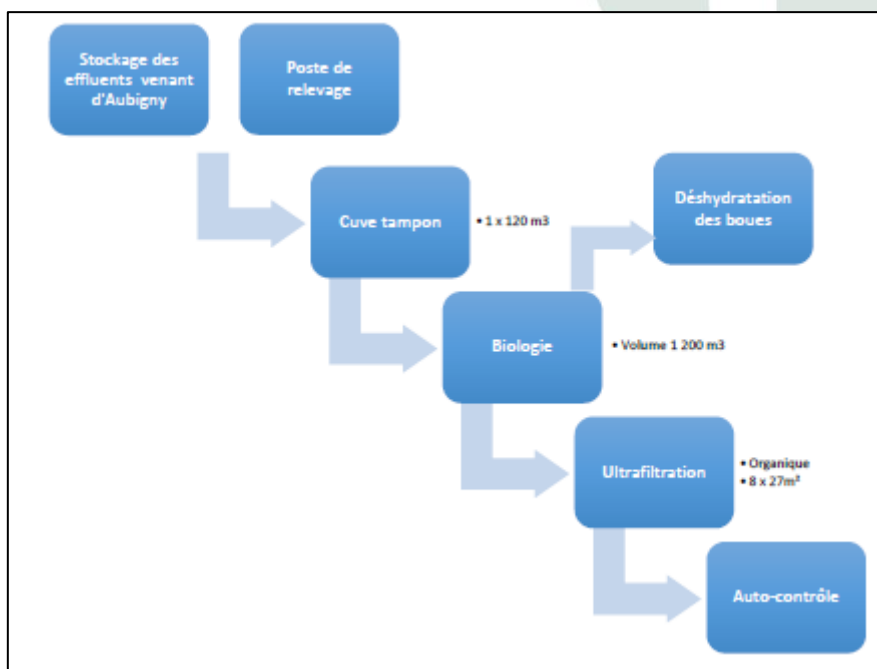 Stockage des
effluents venant
d'Aubigny
Poste de
relevage
Cuve tampon
• 1 x 120 m3
Déshydratation
des boues
Biologie
• Volume 1 200 m3
Ultrafiltration
• Organique
• 8 x 27m²
Auto-contrôle